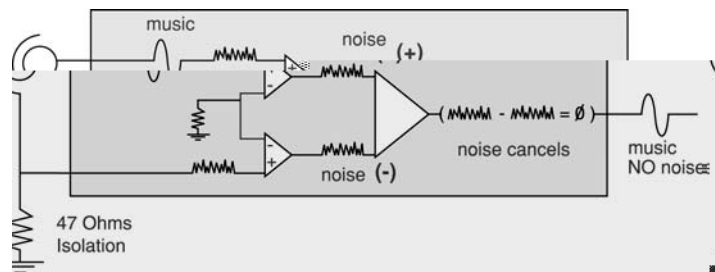 music
noise (+)
( - = ø )
noise cancels
noise (-)
music
NO noise
47 Ohms
Isolation